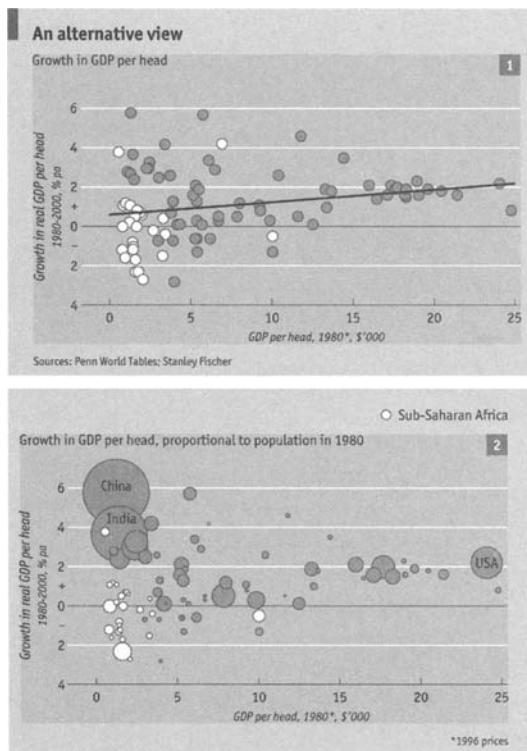 An alternative view
Growth in GDP per head
1
Growth in real GDP per head
1980-2000, % pa
6
4
2
+
0
–
2
4
0
5
10
15
20
25
GDP per head, 1980*, $'000
Sources: Penn World Tables; Stanley Fischer
Sub-Saharan Africa
Growth in GDP per head, proportional to population in 1980
2
China
India
USA
Growth in real GDP per head
1980-2000, % pa
6
4
2
+
0
–
2
4
0
5
10
15
20
25
GDP per head, 1980*, $'000
*1996 prices